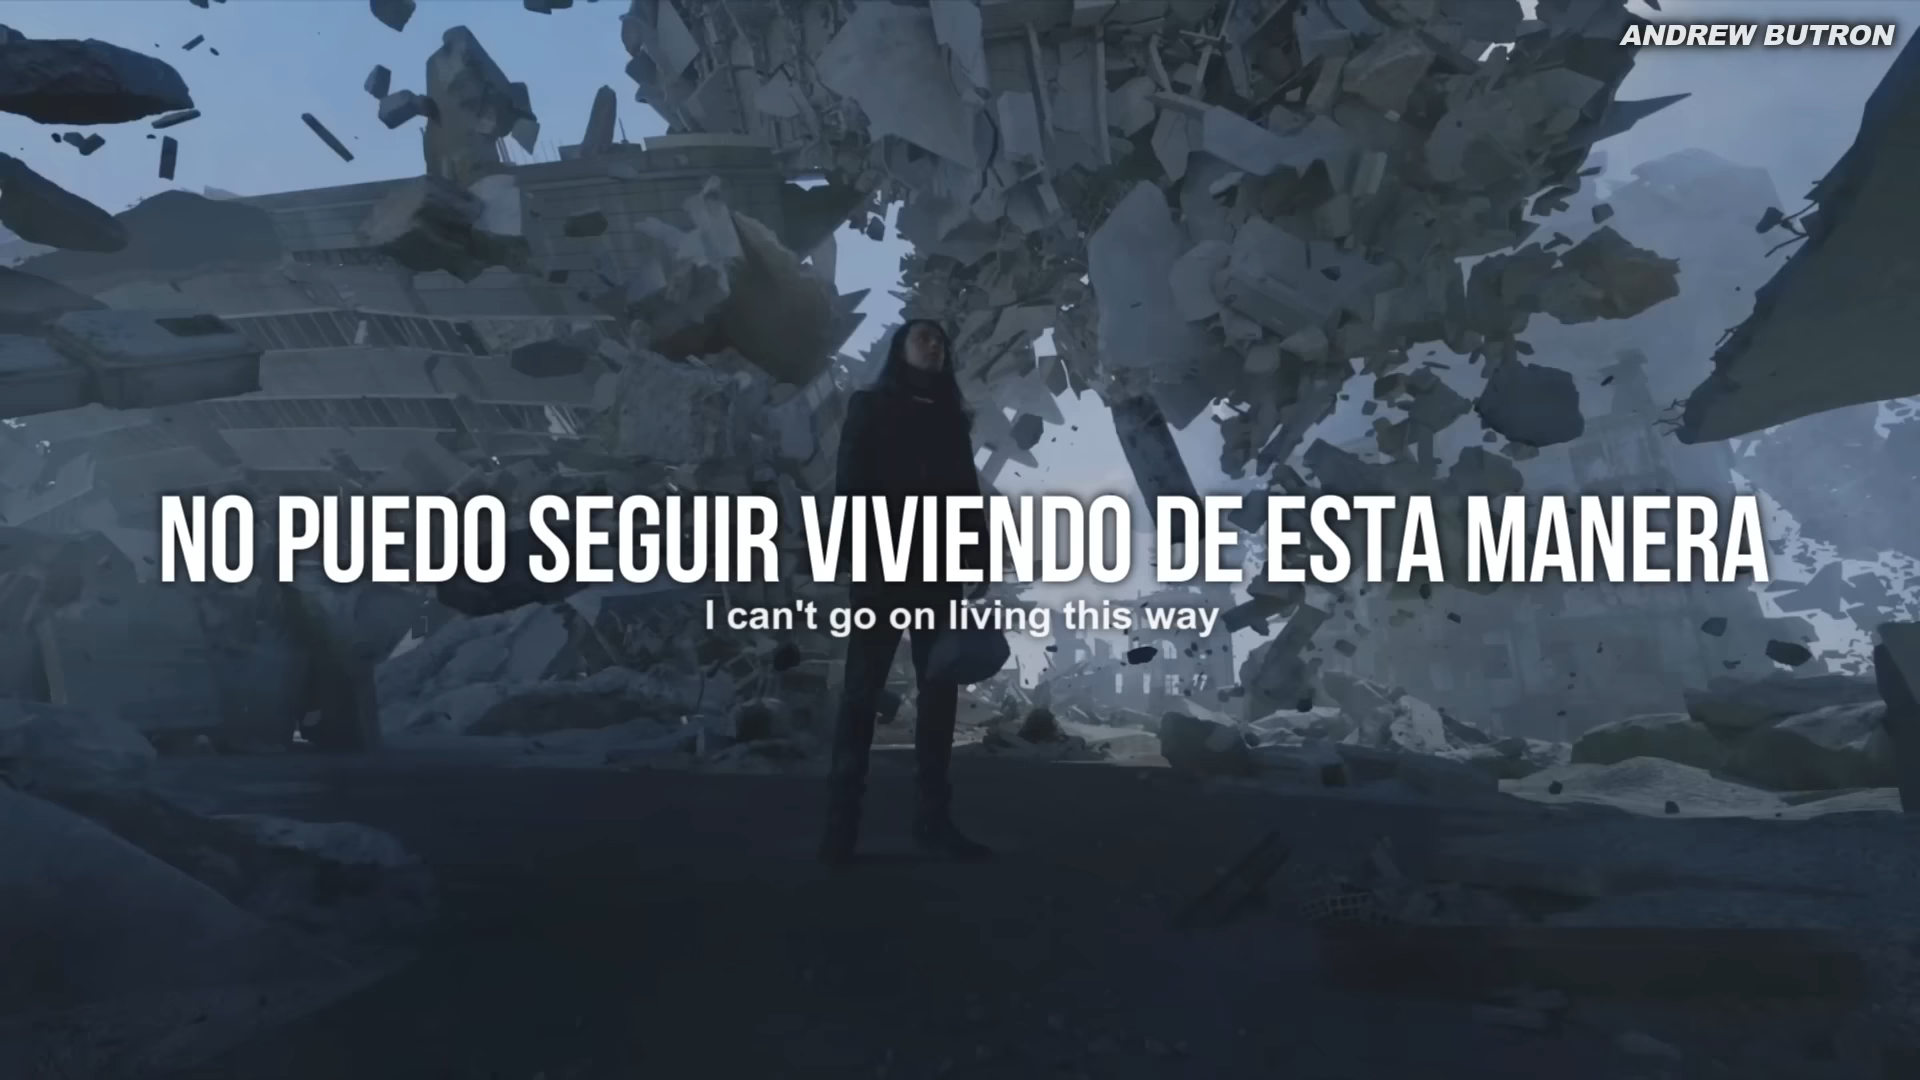 ANDREW BUTRON
NO PUEDO SEGUIR VIVIENDO DE ESTA MANERA
I can't go on living this way